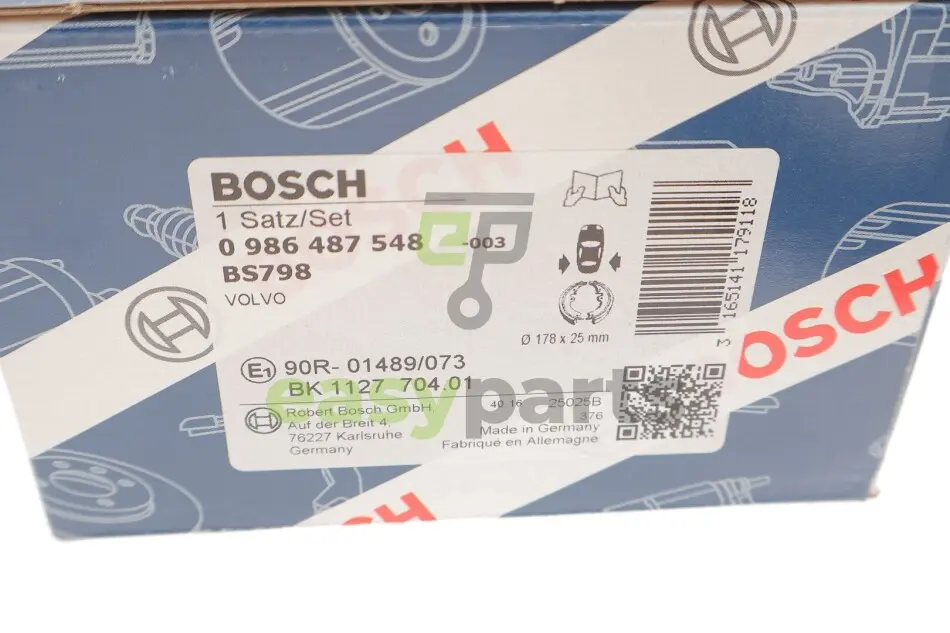 BOSCH
1 Satz/Set
0 986 487 548 -003
BS798
VOLVO
Ø 178 x 25 mm
3 165141 179118
E1 90R- 01489/073
BK 1127 704.01
Robert Bosch GmbH
Auf der Breit 4
76227 Karlsruhe
Germany
40 16 25025B
376
Made in Germany
Fabriqué en Allemagne
easyparts
OSCH
CH